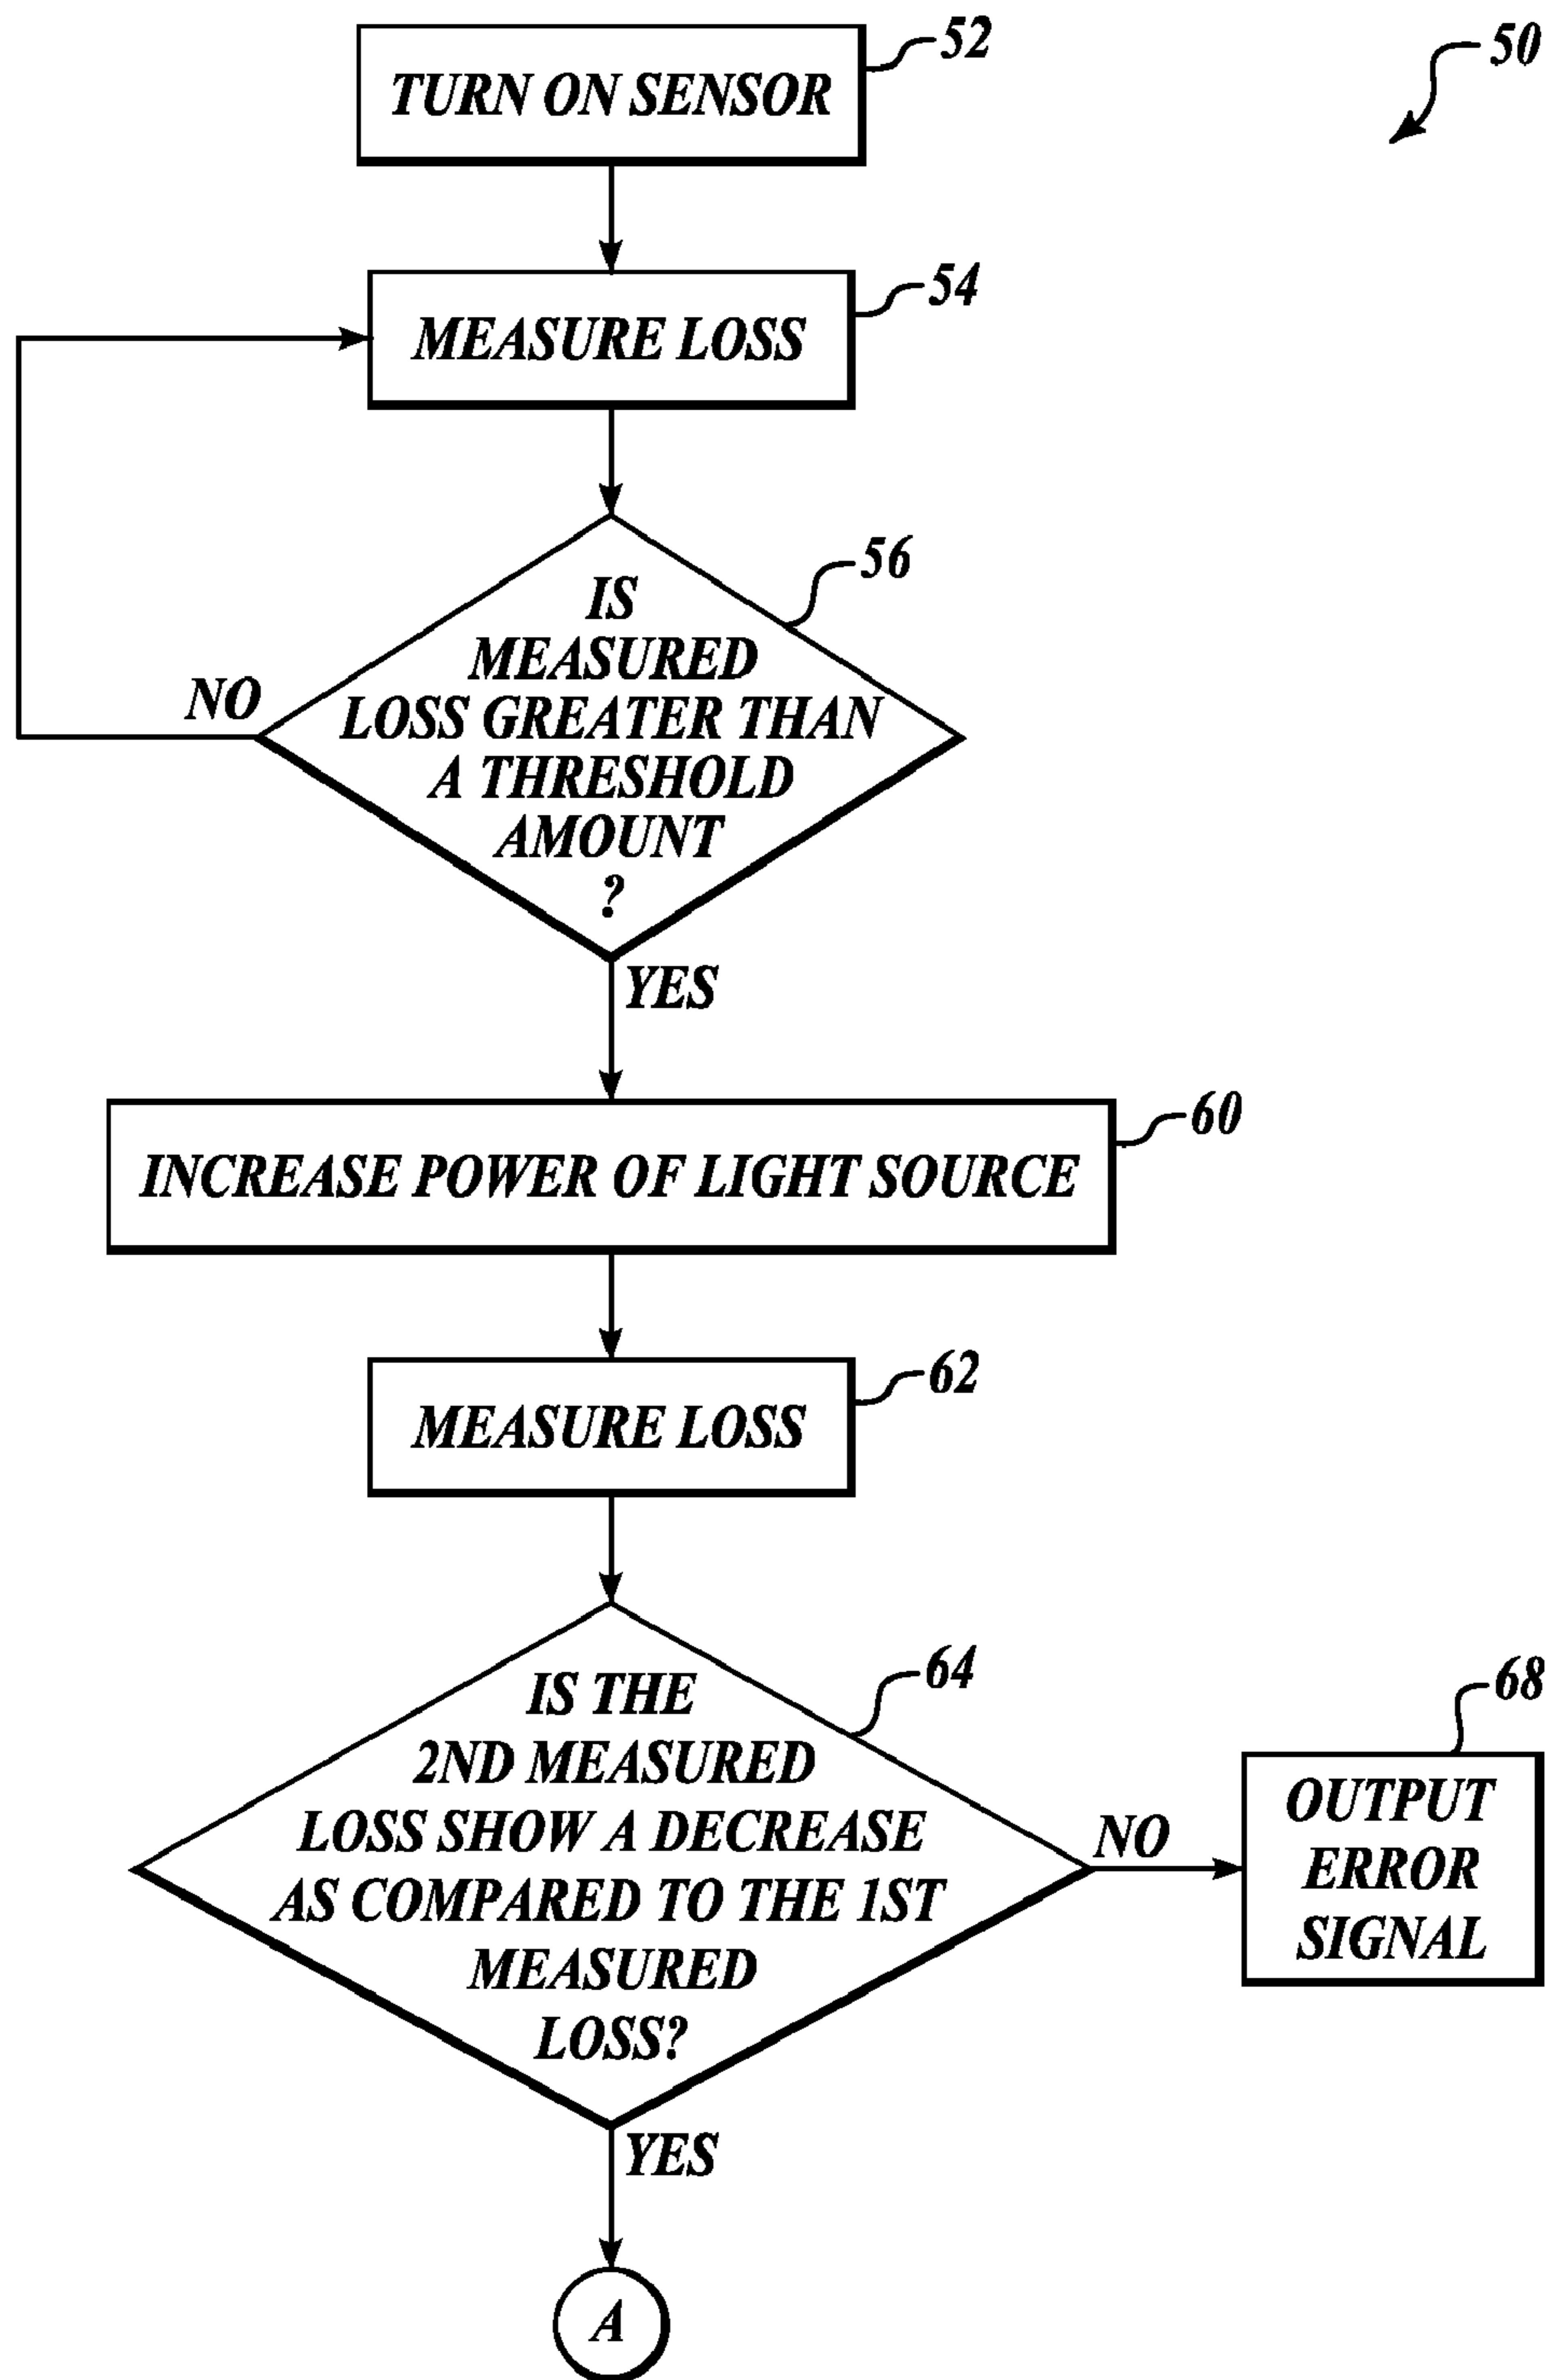 52
50
TURN ON SENSOR
54
MEASURE LOSS
56
IS
MEASURED
LOSS GREATER THAN
A THRESHOLD
AMOUNT
?
NO
YES
60
INCREASE POWER OF LIGHT SOURCE
62
MEASURE LOSS
64
IS THE
2ND MEASURED
LOSS SHOW A DECREASE
AS COMPARED TO THE 1ST
MEASURED
LOSS?
NO
68
OUTPUT
ERROR
SIGNAL
YES
A